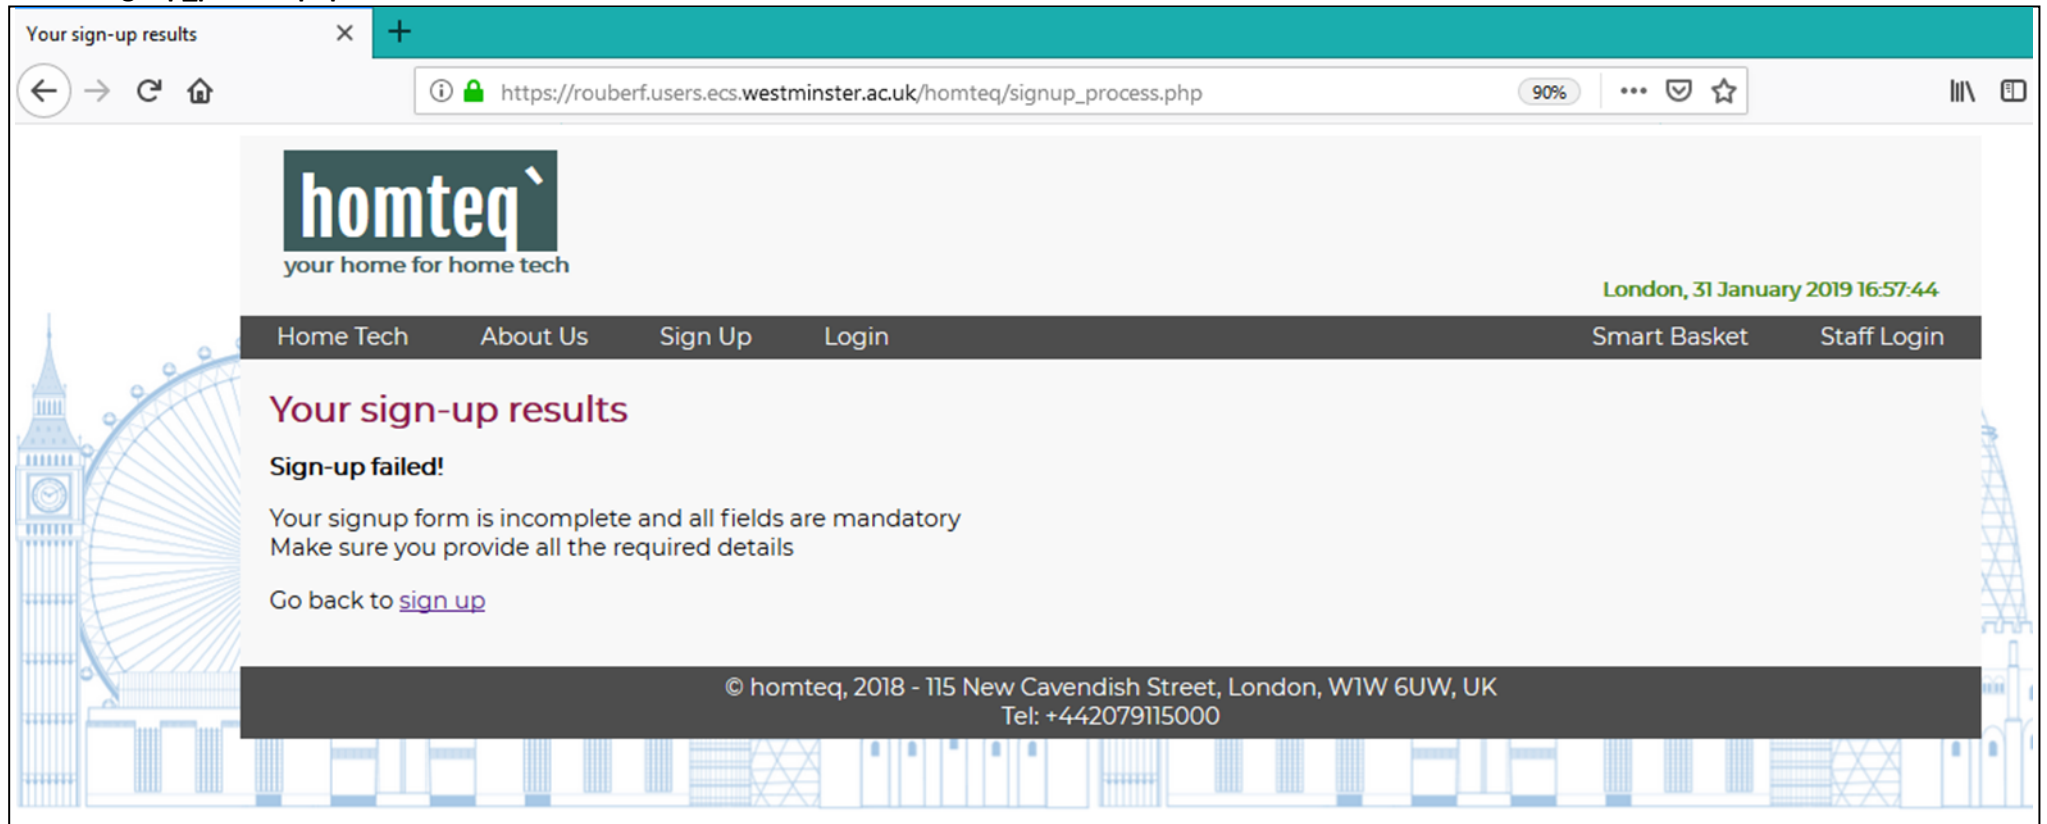 Your sign-up results
https://rouberf.users.ecs.westminster.ac.uk/homteq/signup_process.php
90%
homteq`
your home for home tech
London, 31 January 2019 16:57:44
Home Tech About Us Sign Up Login Smart Basket Staff Login
Your sign-up results
Sign-up failed!
Your signup form is incomplete and all fields are mandatory
Make sure you provide all the required details
Go back to sign up
© homteq, 2018 - 115 New Cavendish Street, London, W1W 6UW, UK
Tel: +442079115000